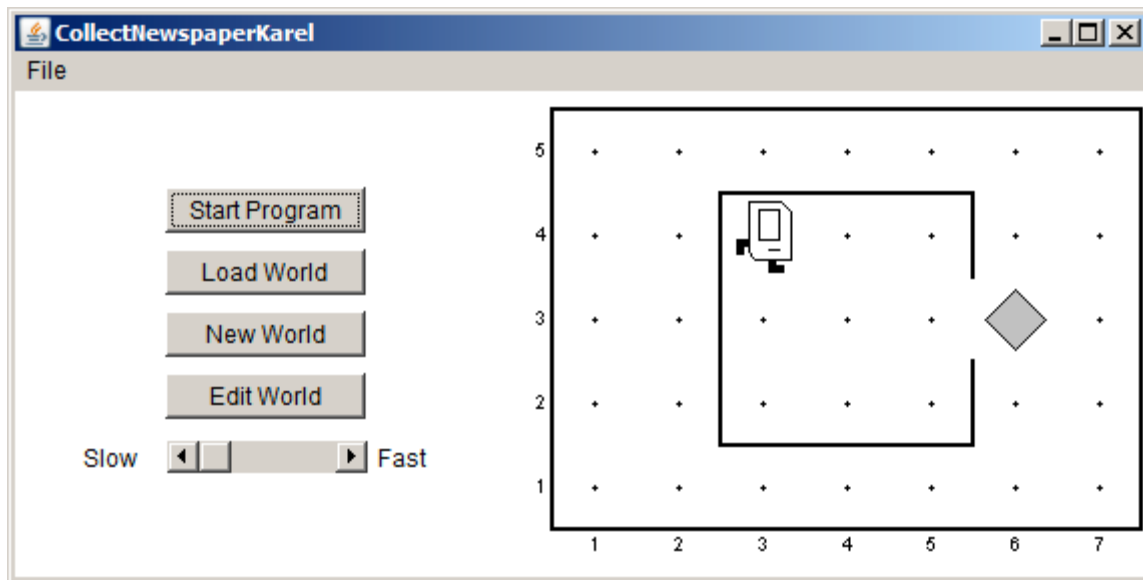 CollectNewspaperKarel
File
Start Program
Load World
New World
Edit World
Slow Fast
5
4
3
2
1
1 2 3 4 5 6 7